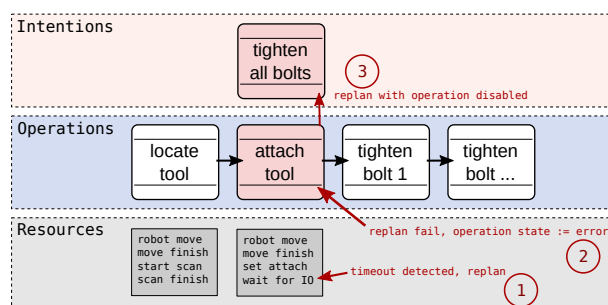 Intentions
tighten
all bolts
3
replan with operation disabled
Operations
locate
tool
attach
tool
tighten
bolt 1
tighten
bolt ...
replan fail, operation state := error
2
Resources
robot move
move finish
start scan
scan finish
robot move
move finish
set attach
wait for IO
timeout detected, replan
1